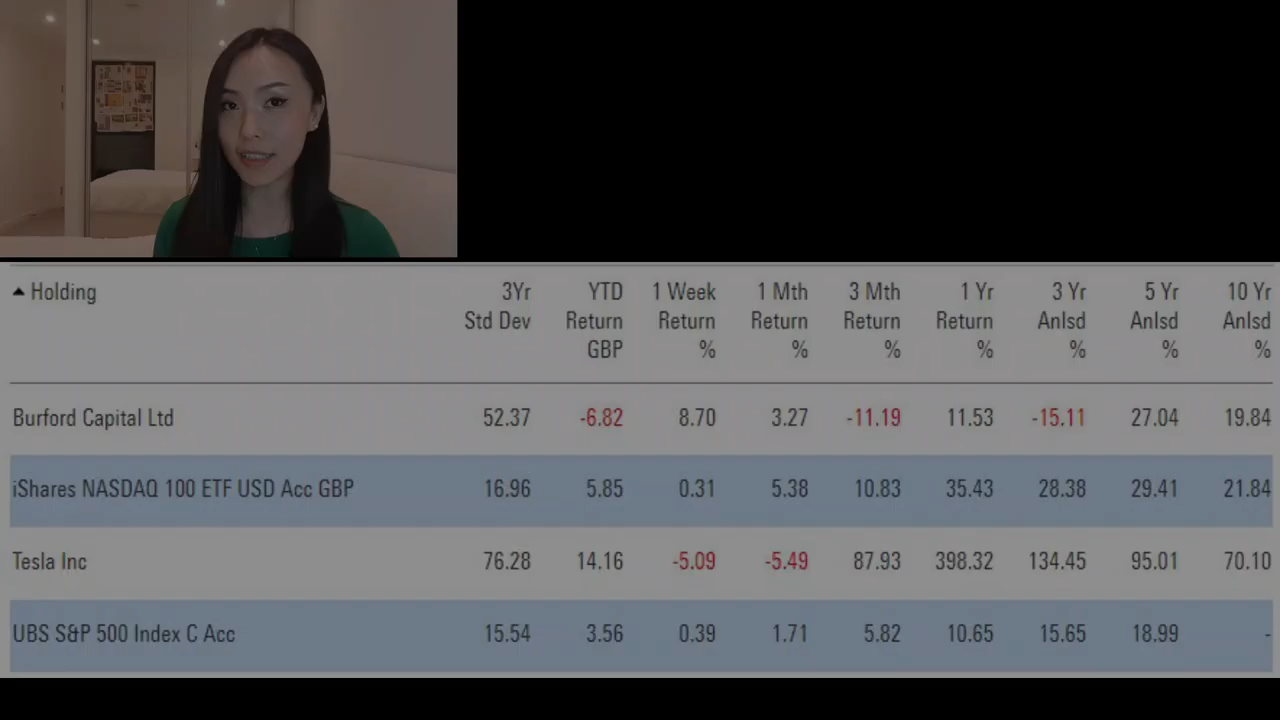 ▲ Holding 3Yr Std Dev YTD Return GBP 1 Week Return % 1 Mth Return % 3 Mth Return % 1 Yr Return % 3 Yr Anlsd % 5 Yr Anlsd % 10 Yr Anlsd %
Burford Capital Ltd 52.37 -6.82 8.70 3.27 -11.19 11.53 -15.11 27.04 19.84
iShares NASDAQ 100 ETF USD Acc GBP 16.96 5.85 0.31 5.38 10.83 35.43 28.38 29.41 21.84
Tesla Inc 76.28 14.16 -5.09 -5.49 87.93 398.32 134.45 95.01 70.10
UBS S&P 500 Index C Acc 15.54 3.56 0.39 1.71 5.82 10.65 15.65 18.99 -